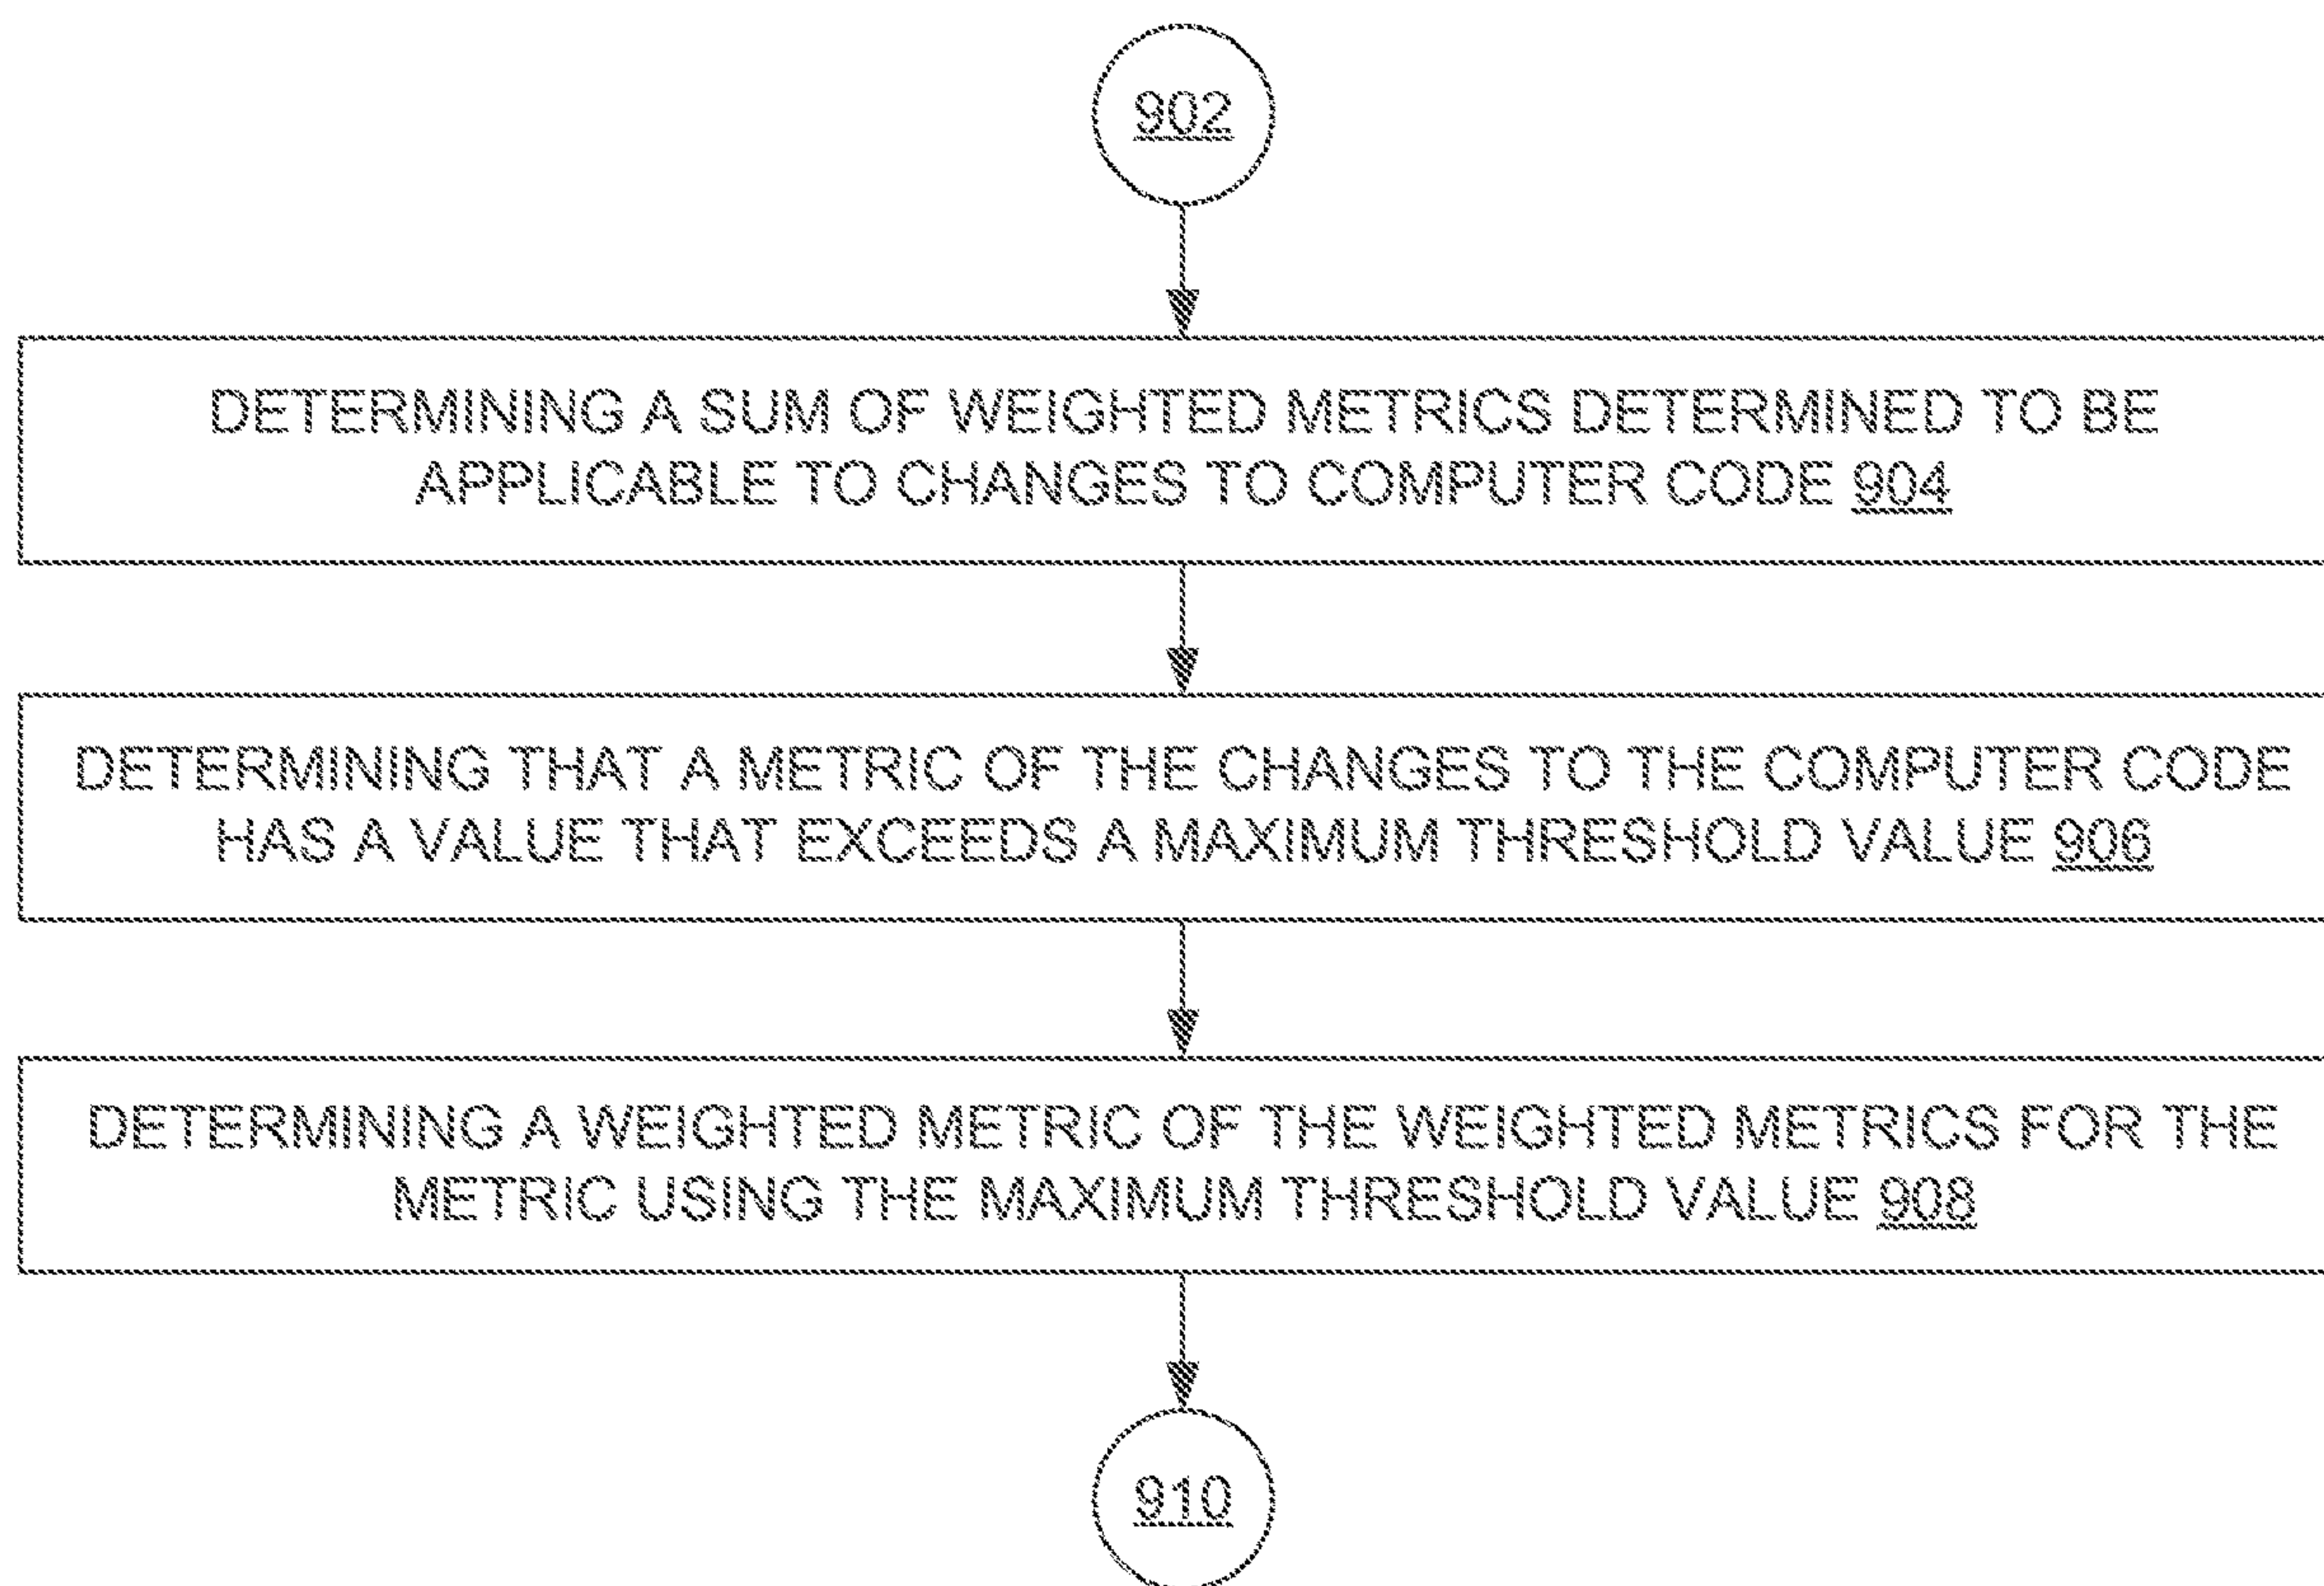 902
DETERMINING A SUM OF WEIGHTED METRICS DETERMINED TO BE
APPLICABLE TO CHANGES TO COMPUTER CODE 904
DETERMINING THAT A METRIC OF THE CHANGES TO THE COMPUTER CODE
HAS A VALUE THAT EXCEEDS A MAXIMUM THRESHOLD VALUE 906
DETERMINING A WEIGHTED METRIC OF THE WEIGHTED METRICS FOR THE
METRIC USING THE MAXIMUM THRESHOLD VALUE 908
910